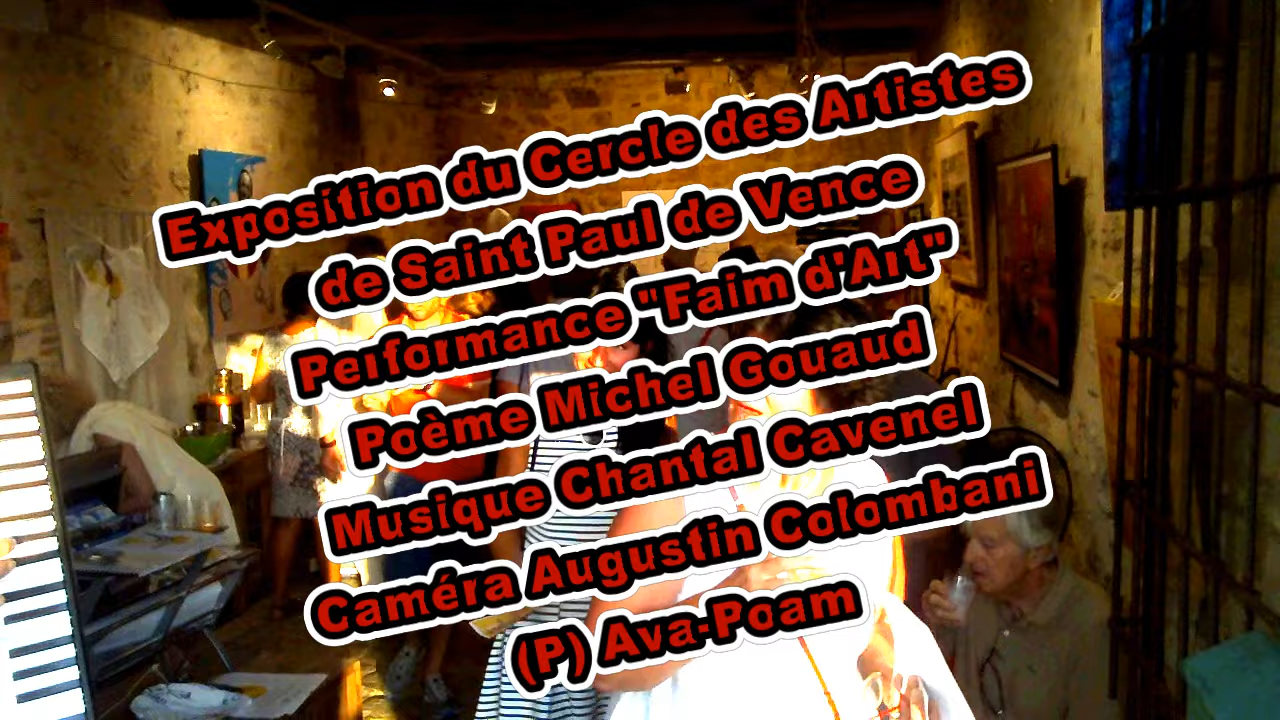 Exposition du Cercle des Artistes
de Saint Paul de Vence
Performance "Faim d'Art"
Poème Michel Gouaud
Musique Chantal Cavenel
Caméra Augustin Colombani
(P) Ava-Poam